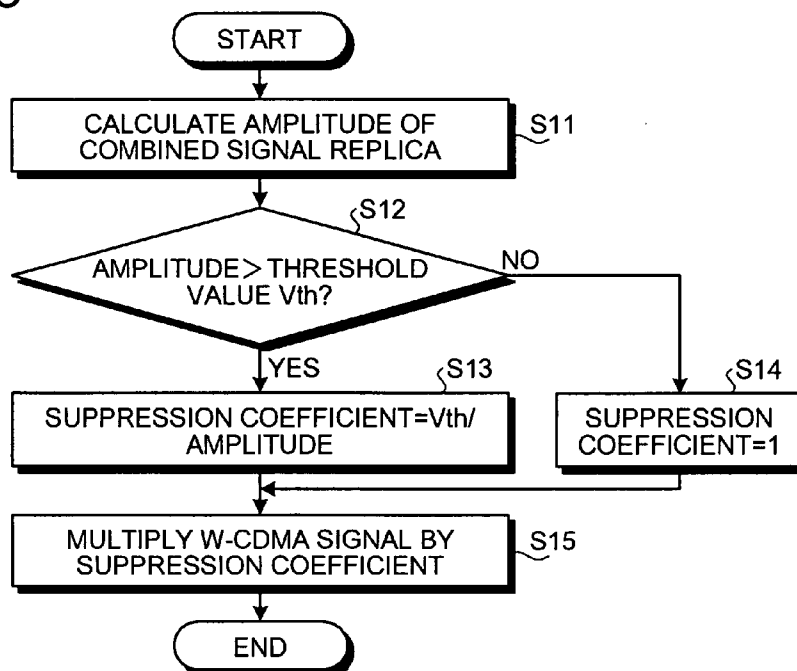 START
CALCULATE AMPLITUDE OF
COMBINED SIGNAL REPLICA
S11
S12
AMPLITUDE>THRESHOLD
VALUE Vth?
NO
YES
S13
SUPPRESSION COEFFICIENT=Vth/
AMPLITUDE
S14
SUPPRESSION
COEFFICIENT=1
MULTIPLY W-CDMA SIGNAL BY
SUPPRESSION COEFFICIENT
S15
END